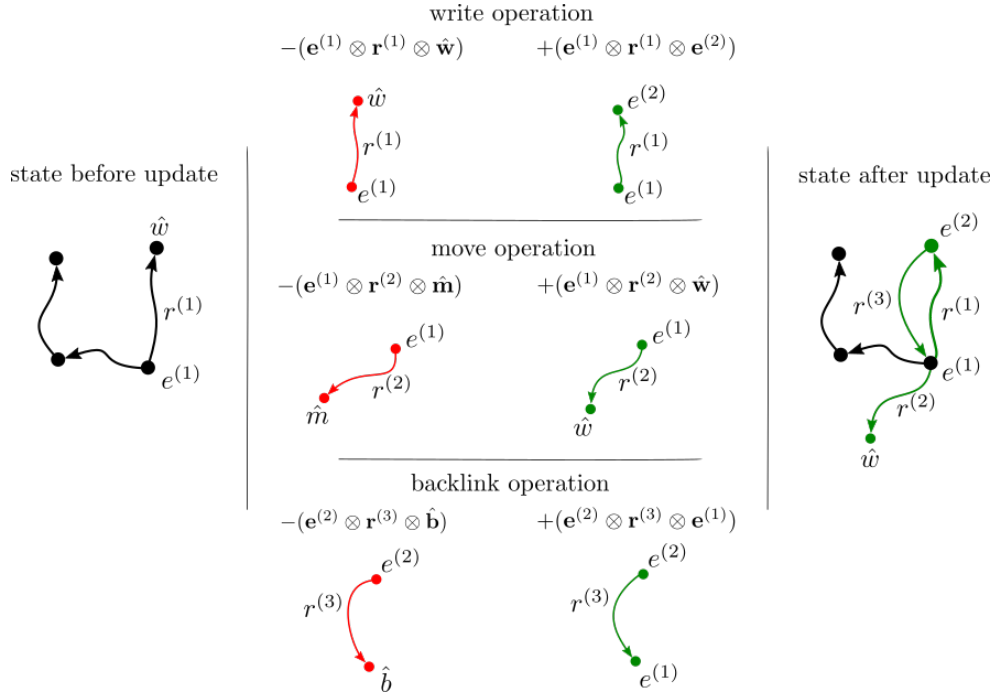 write operation
−(e⁽¹⁾ ⊗ r⁽¹⁾ ⊗ ŵ) +(e⁽¹⁾ ⊗ r⁽¹⁾ ⊗ e⁽²⁾)
ŵ
r⁽¹⁾
e⁽¹⁾
e⁽²⁾
r⁽¹⁾
e⁽¹⁾
state before update
ŵ
r⁽¹⁾
e⁽¹⁾
move operation
−(e⁽¹⁾ ⊗ r⁽²⁾ ⊗ m̂) +(e⁽¹⁾ ⊗ r⁽²⁾ ⊗ ŵ)
e⁽¹⁾
r⁽²⁾
m̂
e⁽¹⁾
r⁽²⁾
ŵ
backlink operation
−(e⁽²⁾ ⊗ r⁽³⁾ ⊗ b̂) +(e⁽²⁾ ⊗ r⁽³⁾ ⊗ e⁽¹⁾)
e⁽²⁾
r⁽³⁾
b̂
e⁽²⁾
r⁽³⁾
e⁽¹⁾
state after update
e⁽²⁾
r⁽³⁾
r⁽¹⁾
e⁽¹⁾
r⁽²⁾
ŵ